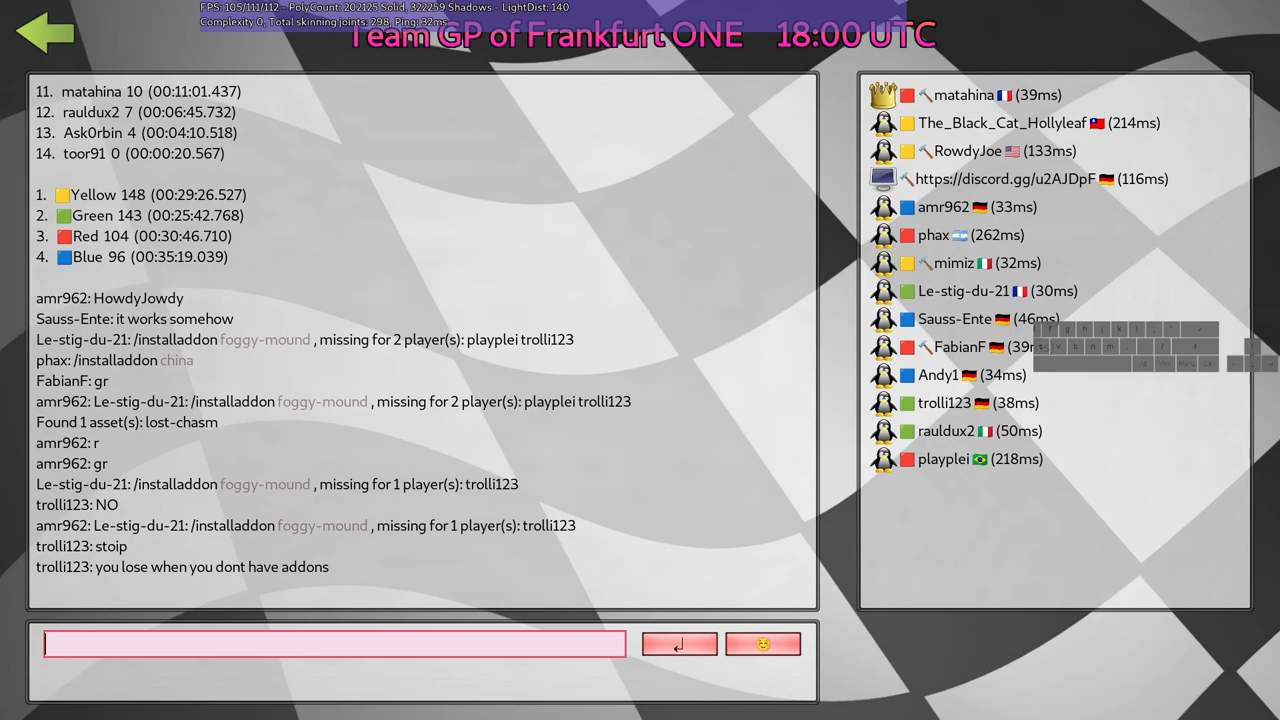 FPS: 105/111/112 - PolyCount: 202125 Solid, 322259 Shadows - LightDist: 140
Complexity 0, Total skinning joints: 298, Ping: 32ms
Team GP of Frankfurt ONE 18:00 UTC
11. matahina 10 (00:11:01.437)
12. rauldux2 7 (00:06:45.732)
13. Ask0rbin 4 (00:04:10.518)
14. toor91 0 (00:00:20.567)
1. 🟨Yellow 148 (00:29:26.527)
2. 🟩Green 143 (00:25:42.768)
3. 🟥Red 104 (00:30:46.710)
4. 🟦Blue 96 (00:35:19.039)
amr962: HowdyJowdy
Sauss-Ente: it works somehow
Le-stig-du-21: /installaddon foggy-mound , missing for 2 player(s): playplei trolli123
phax: /installaddon china
FabianF: gr
amr962: Le-stig-du-21: /installaddon foggy-mound , missing for 2 player(s): playplei trolli123
Found 1 asset(s): lost-chasm
amr962: r
amr962: gr
Le-stig-du-21: /installaddon foggy-mound , missing for 1 player(s): trolli123
trolli123: NO
amr962: Le-stig-du-21: /installaddon foggy-mound , missing for 1 player(s): trolli123
trolli123: stoip
trolli123: you lose when you dont have addons
matahina (39ms)
The_Black_Cat_Hollyleaf (214ms)
RowdyJoe (133ms)
https://discord.gg/u2AJDpF (116ms)
amr962 (33ms)
phax (262ms)
mimiz (32ms)
Le-stig-du-21 (30ms)
Sauss-Ente (46ms)
FabianF (39
Andy1 (34ms)
trolli123 (38ms)
rauldux2 (50ms)
playplei (218ms)